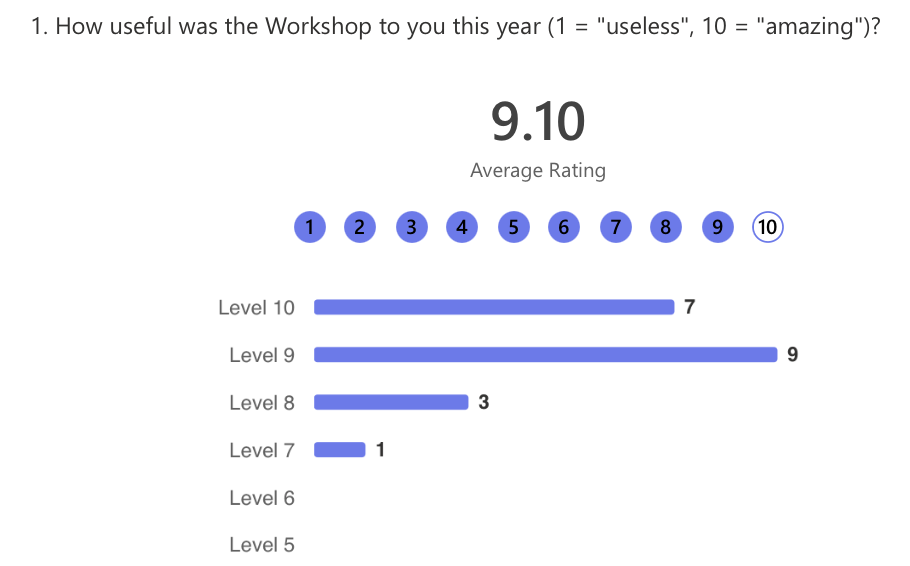 1. How useful was the Workshop to you this year (1 = "useless", 10 = "amazing")?
9.10
Average Rating
1 2 3 4 5 6 7 8 9 10
Level 10 7
Level 9 9
Level 8 3
Level 7 1
Level 6
Level 5